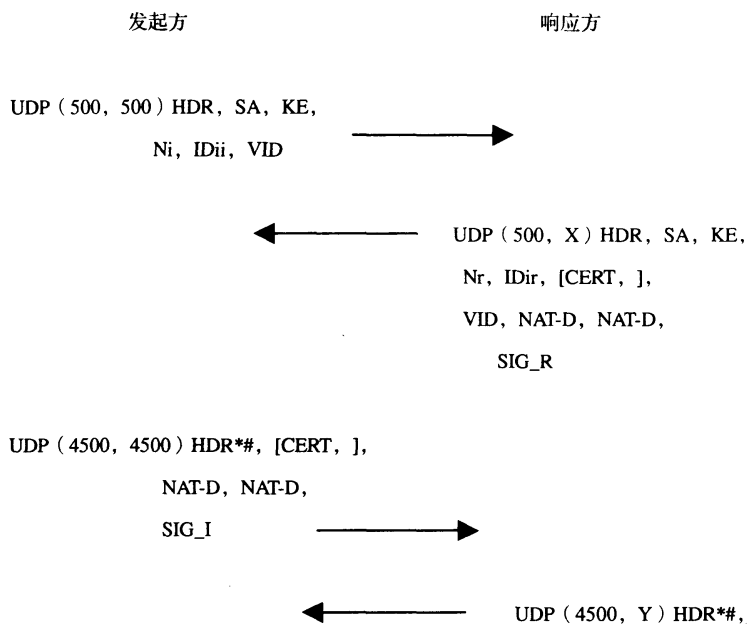 发起方
响应方
UDP（500，500）HDR，SA，KE，
Ni，IDii，VID
UDP（500，X）HDR，SA，KE，
Nr，IDir，[CERT，]，
VID，NAT-D，NAT-D，
SIG_R
UDP（4500，4500）HDR*#，[CERT，]，
NAT-D，NAT-D，
SIG_I
UDP（4500，Y）HDR*#，